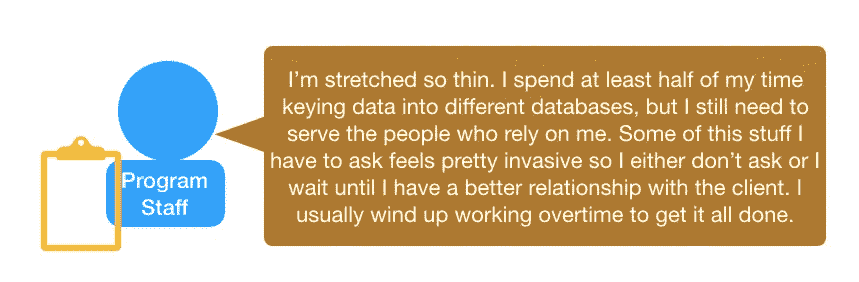 Program
Staff
I’m stretched so thin. I spend at least half of my time
keying data into different databases, but I still need to
serve the people who rely on me. Some of this stuff I
have to ask feels pretty invasive so I either don’t ask or I
wait until I have a better relationship with the client. I
usually wind up working overtime to get it all done.